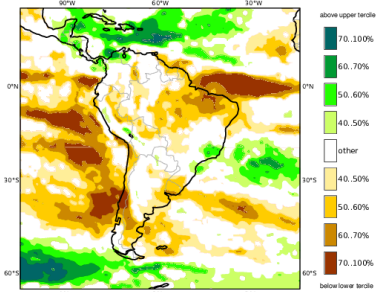 90°W 60°W 30°W
above upper tercile
70..100%
60..70%
50..60%
40..50%
other
40..50%
50..60%
60..70%
70..100%
below lower tercile
0°N 0°N
30°S 30°S
60°S 60°S